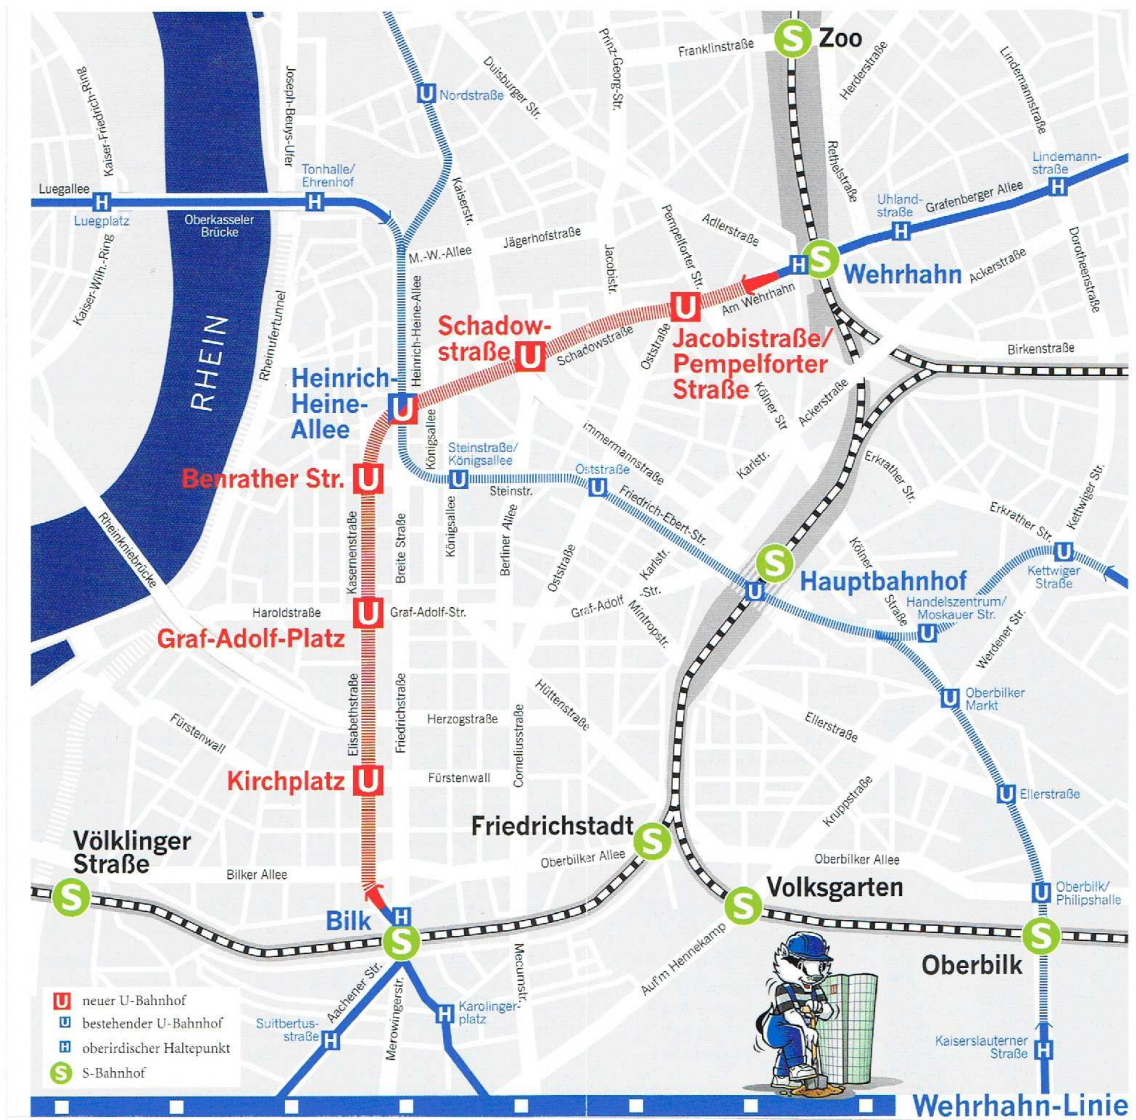 Zoo
Franklinstraße
Prinz-Georg-Str.
Duisburger Str.
Herderstraße
Lindemannstraße
Kaiser-Friedrich-Ring
Joseph-Beuys-Ufer
Nordstraße
Rethelstraße
Lindemann-
straße
Tonhalle/
Ehrenhof
Luegallee
Luegplatz
Oberkasseler
Brücke
Kaiserstr.
Uhland-
straße
Grafenberger Allee
Pempelforter Str.
Adlerstraße
M.-W.-Allee
Jägerhofstraße
Jacobistr.
Ackerstraße
Dorotheenstraße
Kaiser-Wilh.-Ring
Wehrhahn
Am Wehrhahn
RHEIN
Rheinufertunnel
Heinrich-Heine-Allee
Schadow-
straße
Schadowstraße
Oststraße
Jacobistraße/
Pempelforter
Straße
Birkenstraße
Heinrich-
Heine-
Allee
Kölner Str
Ackerstraße
Königsallee
Steinstraße/
Königsallee
Immermannstraße
Karlstr.
Erkrather Str.
Benrather Str.
Steinstr.
Oststraße
Friedrich-Ebert-Str.
Kettwiger Str.
Erkrather Str.
Rheinkniebrücke
Kasernenstraße
Breite Straße
Königsallee
Berliner Allee
Oststraße
Karlstr.
Kölner
Straße
Hauptbahnhof
Kettwiger
Straße
Handelszentrum/
Moskauer Str.
Haroldstraße
Graf-Adolf-Str.
Graf-Adolf
-Str.
Mintropstr.
Graf-Adolf-Platz
Werdener Str.
Oberbilker
Markt
Elisabethstraße
Friedrichstraße
Hüttenstraße
Fürstenwall
Herzogstraße
Corneliusstraße
Ellerstraße
Kirchplatz
Fürstenwall
Ellerstraße
Kruppstraße
Völklinger
Straße
Friedrichstadt
Oberbilker Allee
Oberbilker Allee
Bilker Allee
Volksgarten
Oberbilk/
Philipshalle
Bilk
Oberbilk
Auf'm Hennekamp
Mecumstr.
Aachener Str.
Merowingerstr.
Suitbertus-
straße
Karolinger-
platz
Kaiserslauterner
Straße
U neuer U-Bahnhof
U bestehender U-Bahnhof
H oberirdischer Haltepunkt
S S-Bahnhof
Wehrhahn-Linie